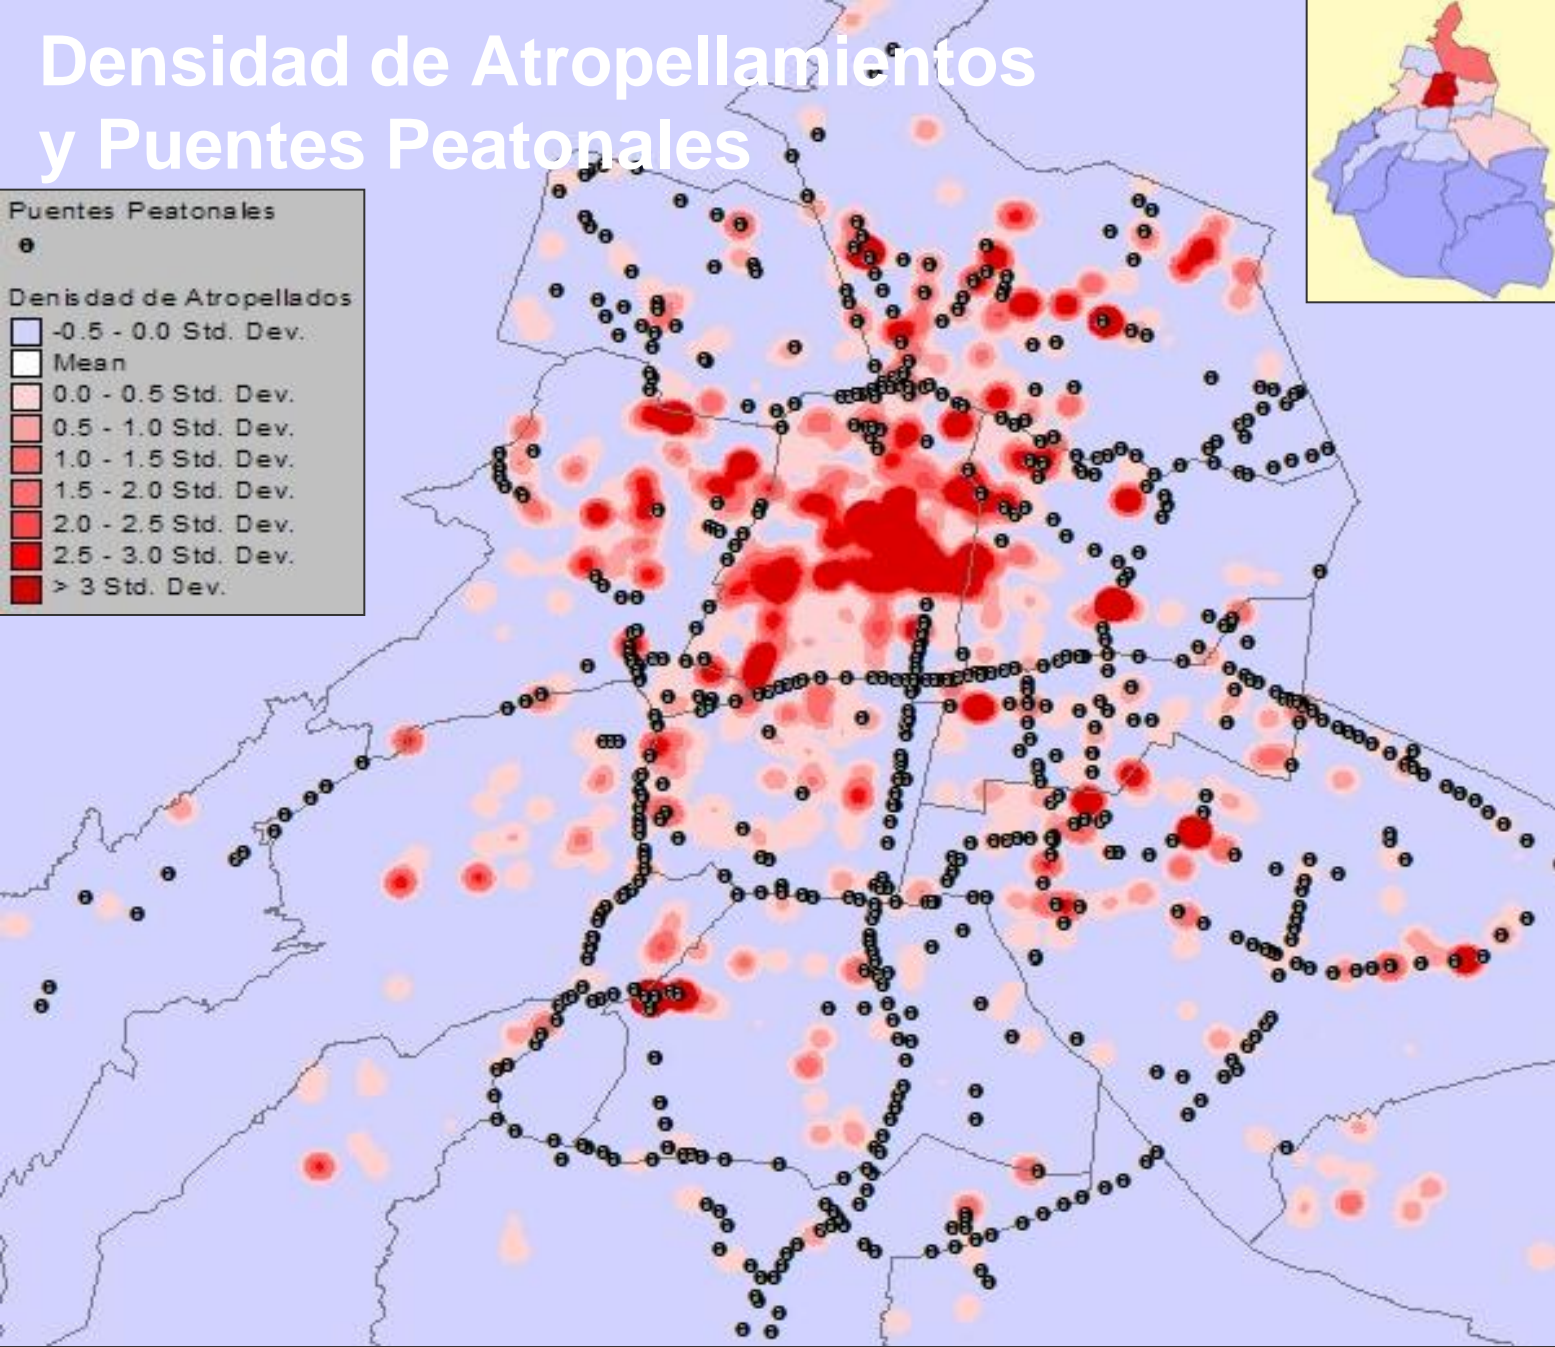 Densidad de Atropellamientos
y Puentes Peatonales
Puentes Peatonales
Denisdad de Atropellados
-0.5 - 0.0 Std. Dev.
Mean
0.0 - 0.5 Std. Dev.
0.5 - 1.0 Std. Dev.
1.0 - 1.5 Std. Dev.
1.5 - 2.0 Std. Dev.
2.0 - 2.5 Std. Dev.
2.5 - 3.0 Std. Dev.
> 3 Std. Dev.